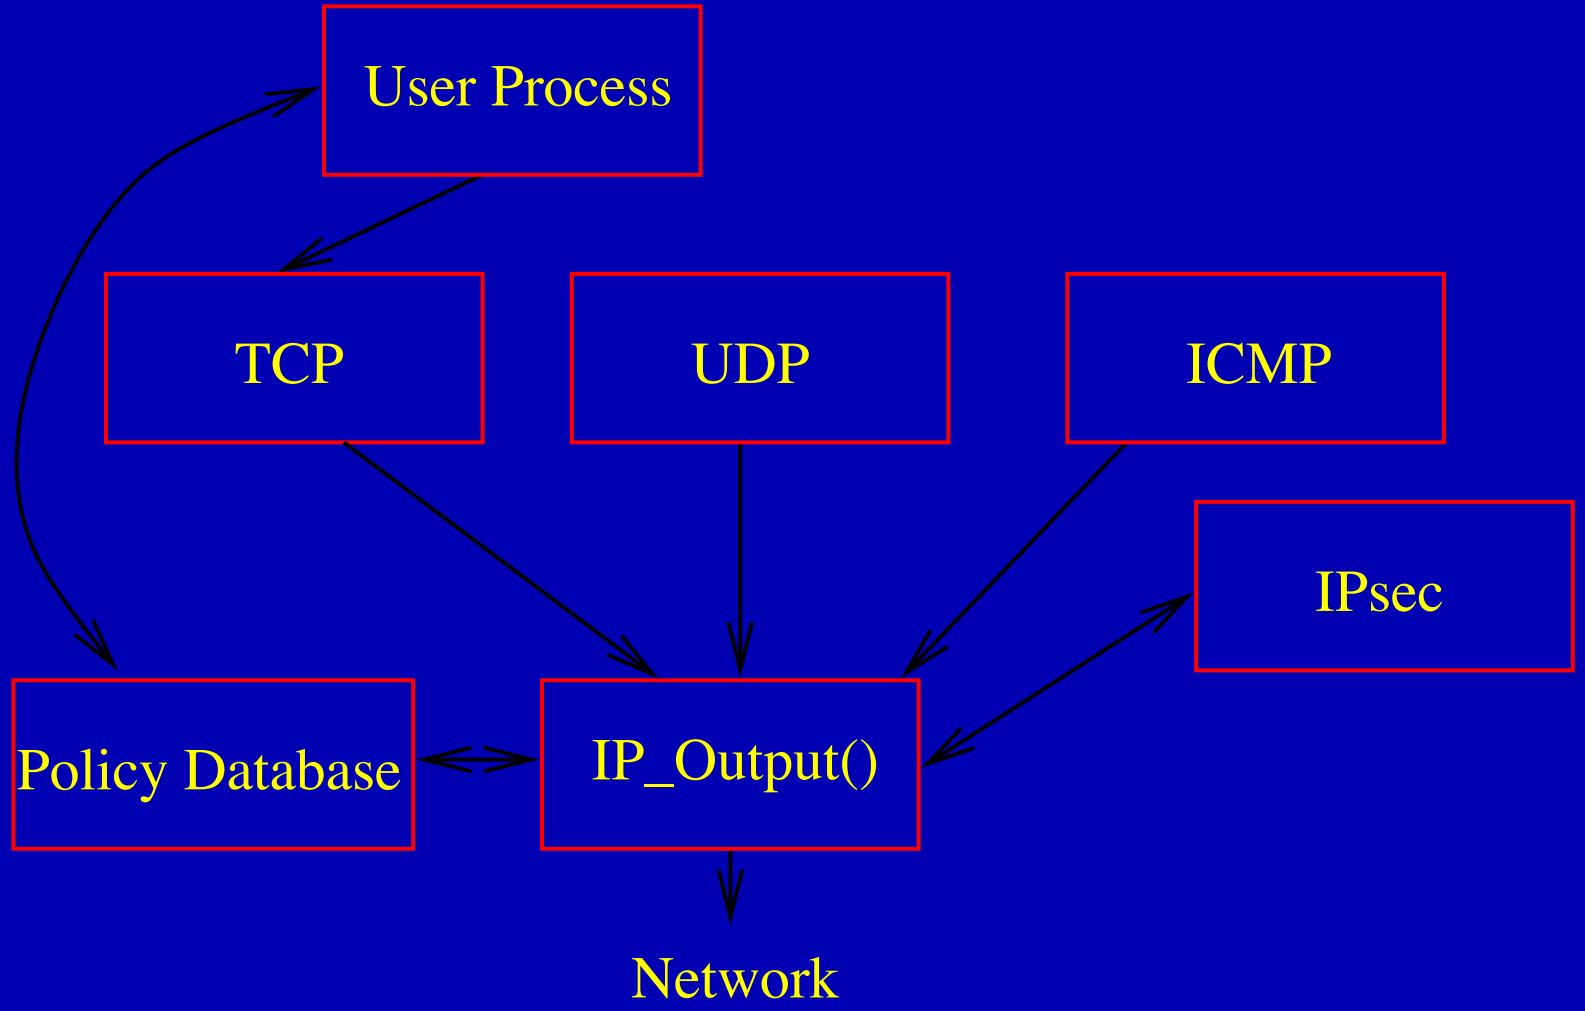 User Process
TCP
UDP
ICMP
IPsec
Policy Database
IP_Output()
Network